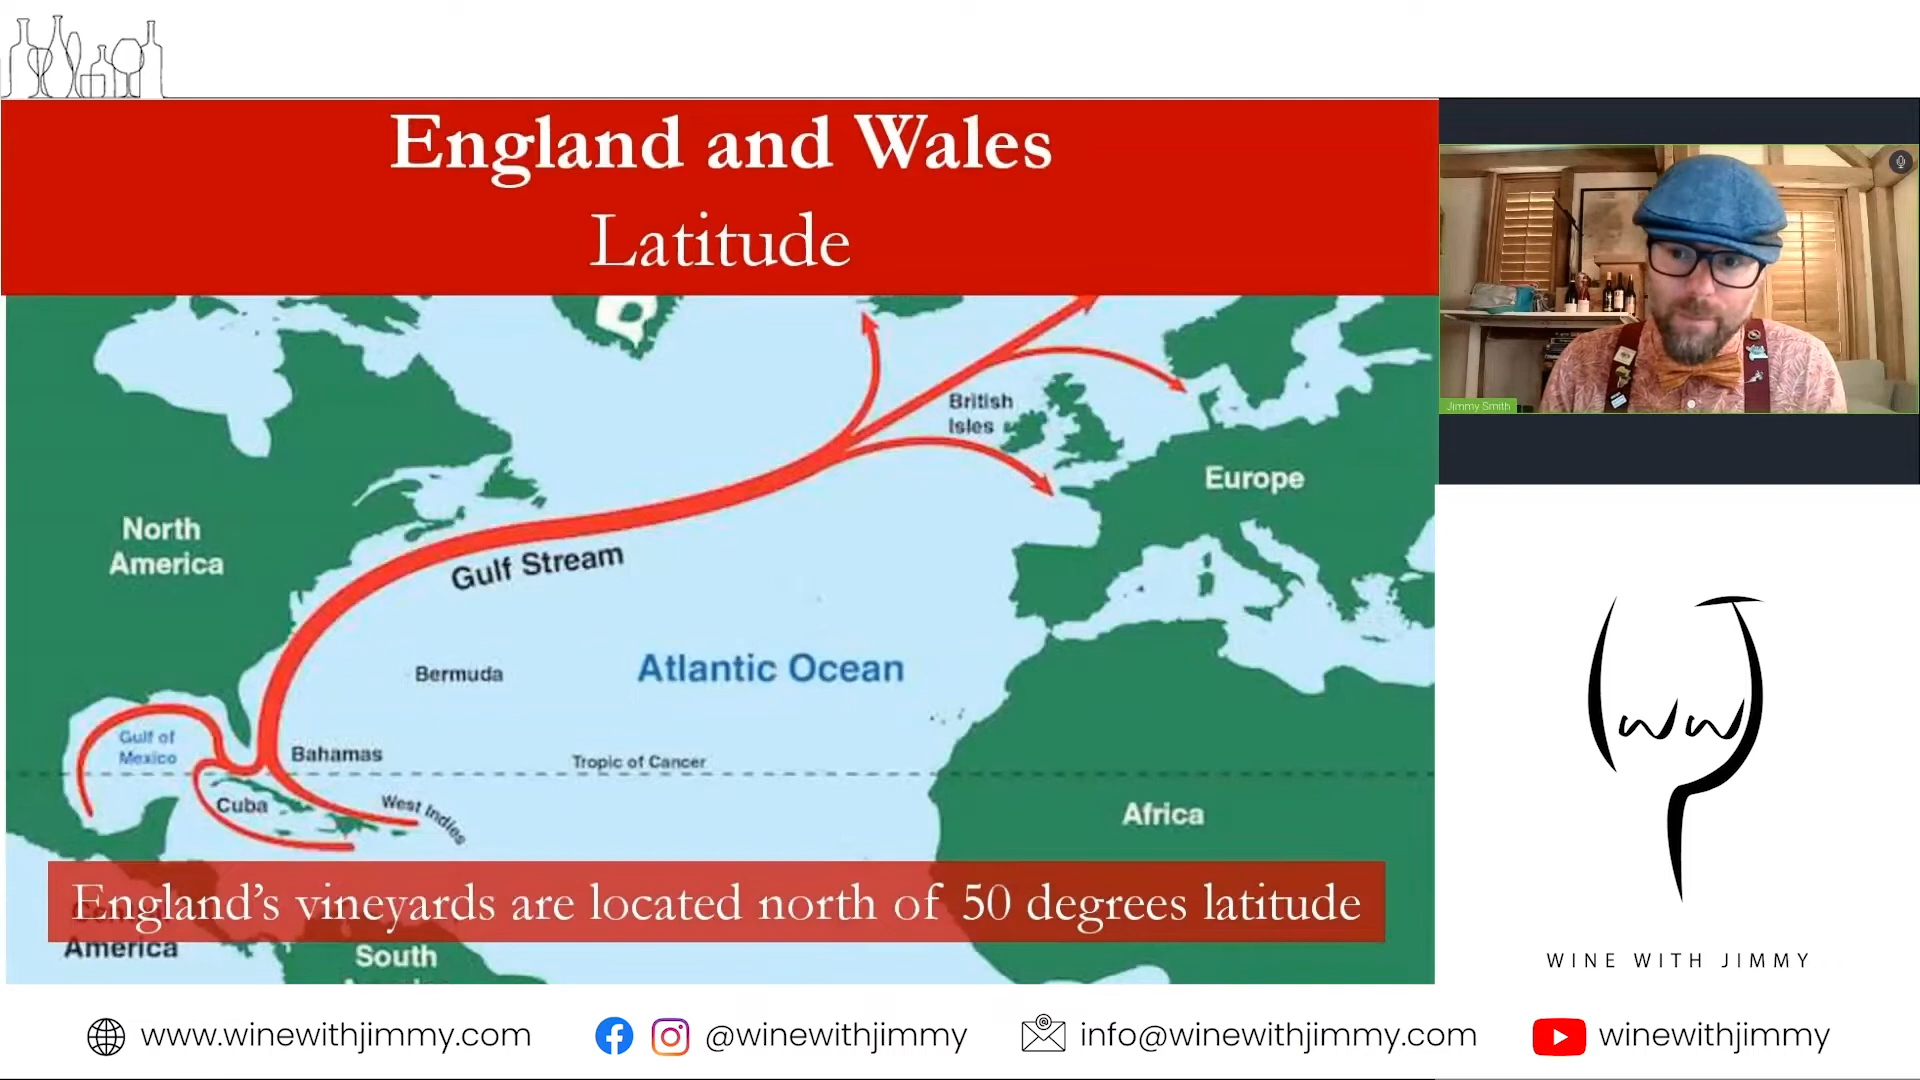 England and Wales
Latitude
British
Isles
Europe
North
America
Gulf Stream
Bermuda
Atlantic Ocean
Gulf of
Mexico
Bahamas
Tropic of Cancer
Cuba
West Indies
Africa
England's vineyards are located north of 50 degrees latitude
America
South
Jimmy Smith
WW
WINE WITH JIMMY
www.winewithjimmy.com
@winewithjimmy
info@winewithjimmy.com
winewithjimmy